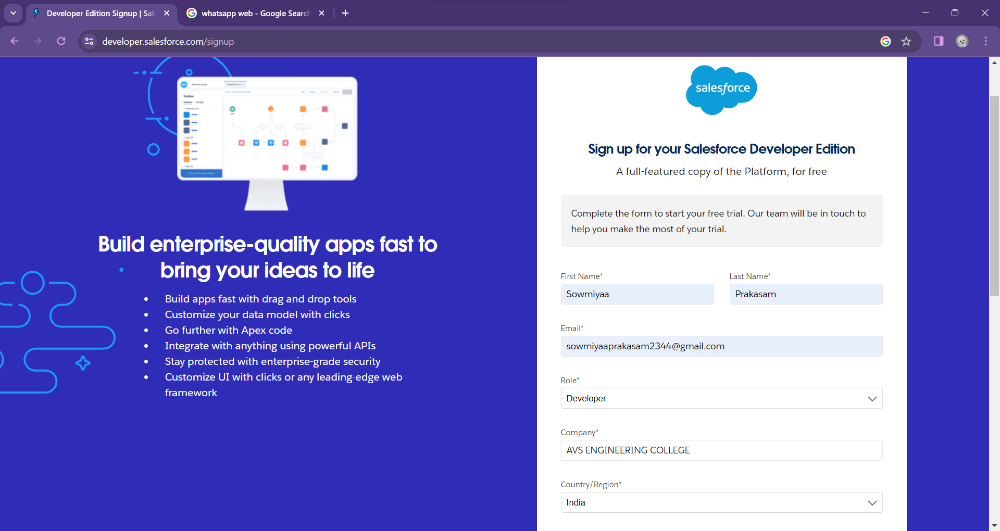 Developer Edition Signup | Sal
whatsapp web - Google Search
developer.salesforce.com/signup
Build enterprise-quality apps fast to
bring your ideas to life
• Build apps fast with drag and drop tools
• Customize your data model with clicks
• Go further with Apex code
• Integrate with anything using powerful APIs
• Stay protected with enterprise-grade security
• Customize UI with clicks or any leading-edge web
framework
salesforce
Sign up for your Salesforce Developer Edition
A full-featured copy of the Platform, for free
Complete the form to start your free trial. Our team will be in touch to
help you make the most of your trial.
First Name* Last Name*
Sowmiyaa Prakasam
Email*
sowmiyaaprakasam2344@gmail.com
Role*
Developer
Company*
AVS ENGINEERING COLLEGE
Country/Region*
India